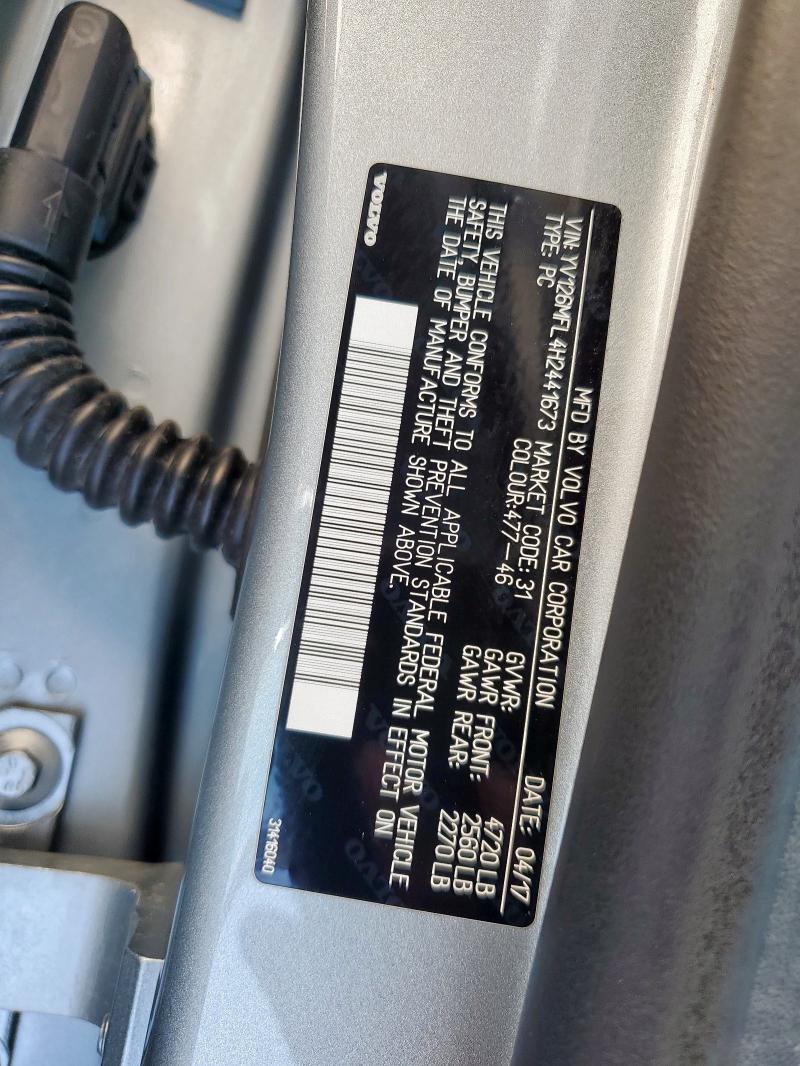 MFD BY VOLVO CAR CORPORATION DATE: 04/17
VIN: YV126MFL4H2441673 MARKET CODE: 31 GVWR: 4720 LB
TYPE: PC COLOUR: 477-46 GAWR FRONT: 2560 LB
GAWR REAR: 2270 LB
THIS VEHICLE CONFORMS TO ALL APPLICABLE FEDERAL MOTOR VEHICLE
SAFETY, BUMPER AND THEFT PREVENTION STANDARDS IN EFFECT ON
THE DATE OF MANUFACTURE SHOWN ABOVE.
VOLVO
31415040